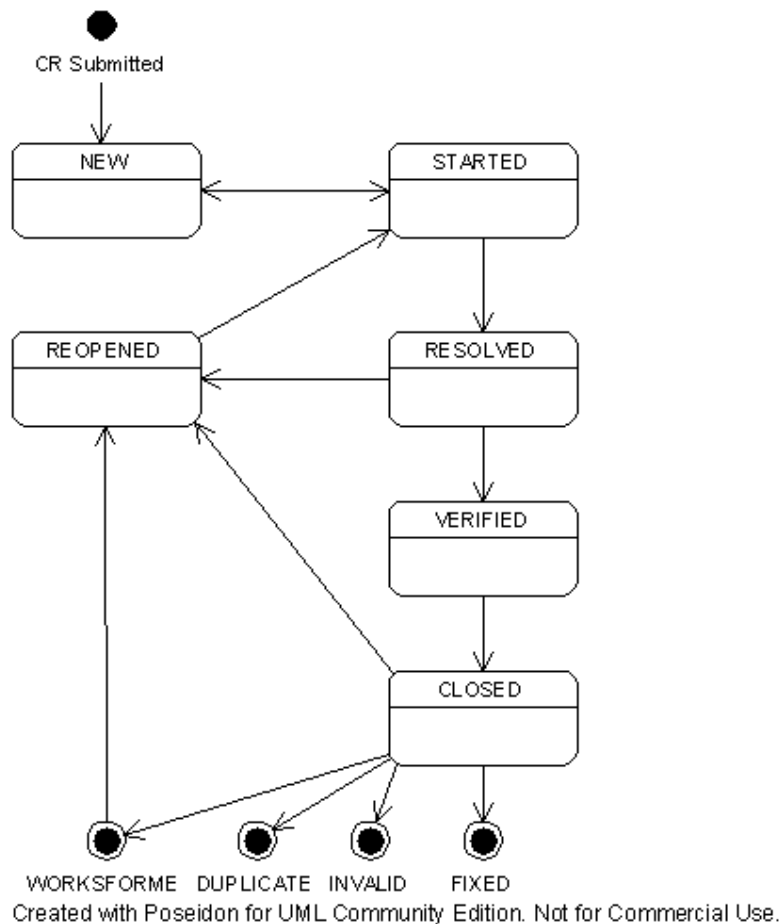 CR Submitted
NEW
STARTED
REOPENED
RESOLVED
VERIFIED
CLOSED
WORKSFORME
DUPLICATE
INVALID
FIXED
Created with Poseidon for UML Community Edition. Not for Commercial Use.